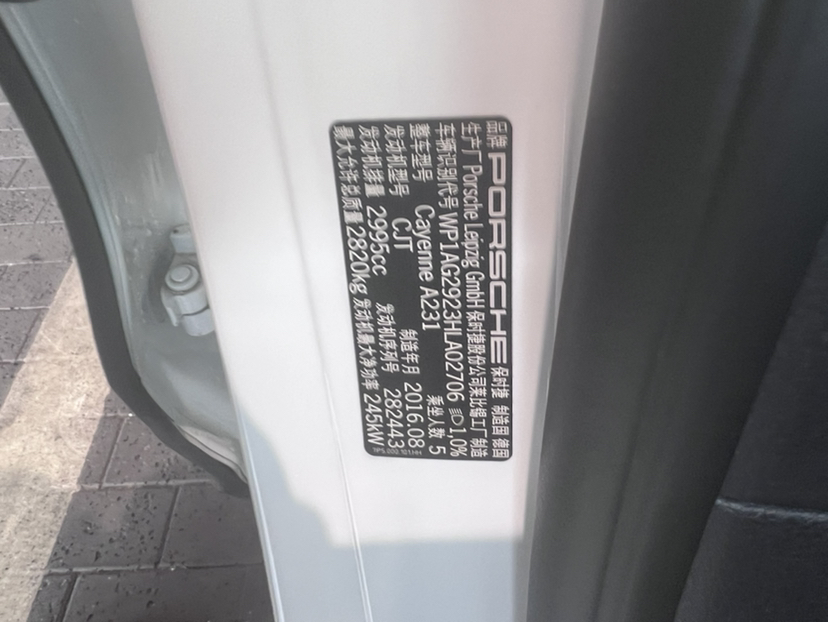 品牌 PORSCHE 保时捷 制造国 德国
生产厂 Porsche Leipzig GmbH 保时捷股份公司莱比锡工厂制造
车辆识别代号 WP1AG2923HLA02706 1.0%
整车型号 Cayenne A231 乘坐人数 5
发动机型号 CJT 制造年月 2016.08
发动机排量 2995cc 发动机序列号 282443
最大允许总质量 2820kg 发动机最大净功率 245kW